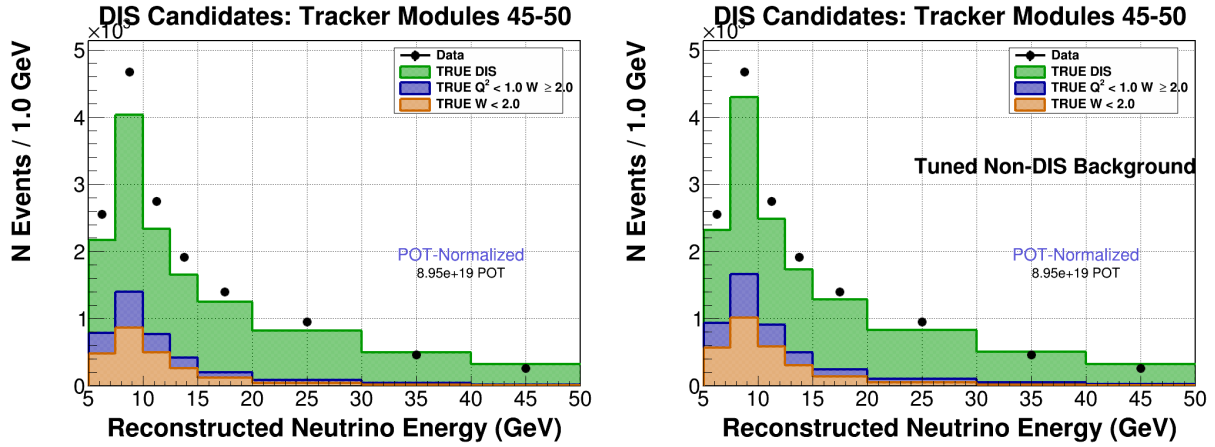 DIS Candidates: Tracker Modules 45-50
×10³
N Events / 1.0 GeV
5
4
3
2
1
0
Data
TRUE DIS
TRUE Q² < 1.0 W ≥ 2.0
TRUE W < 2.0
POT-Normalized
8.95e+19 POT
5 10 15 20 25 30 35 40 45 50
Reconstructed Neutrino Energy (GeV)
DIS Candidates: Tracker Modules 45-50
×10³
N Events / 1.0 GeV
5
4
3
2
1
0
Data
TRUE DIS
TRUE Q² < 1.0 W ≥ 2.0
TRUE W < 2.0
Tuned Non-DIS Background
POT-Normalized
8.95e+19 POT
5 10 15 20 25 30 35 40 45 50
Reconstructed Neutrino Energy (GeV)